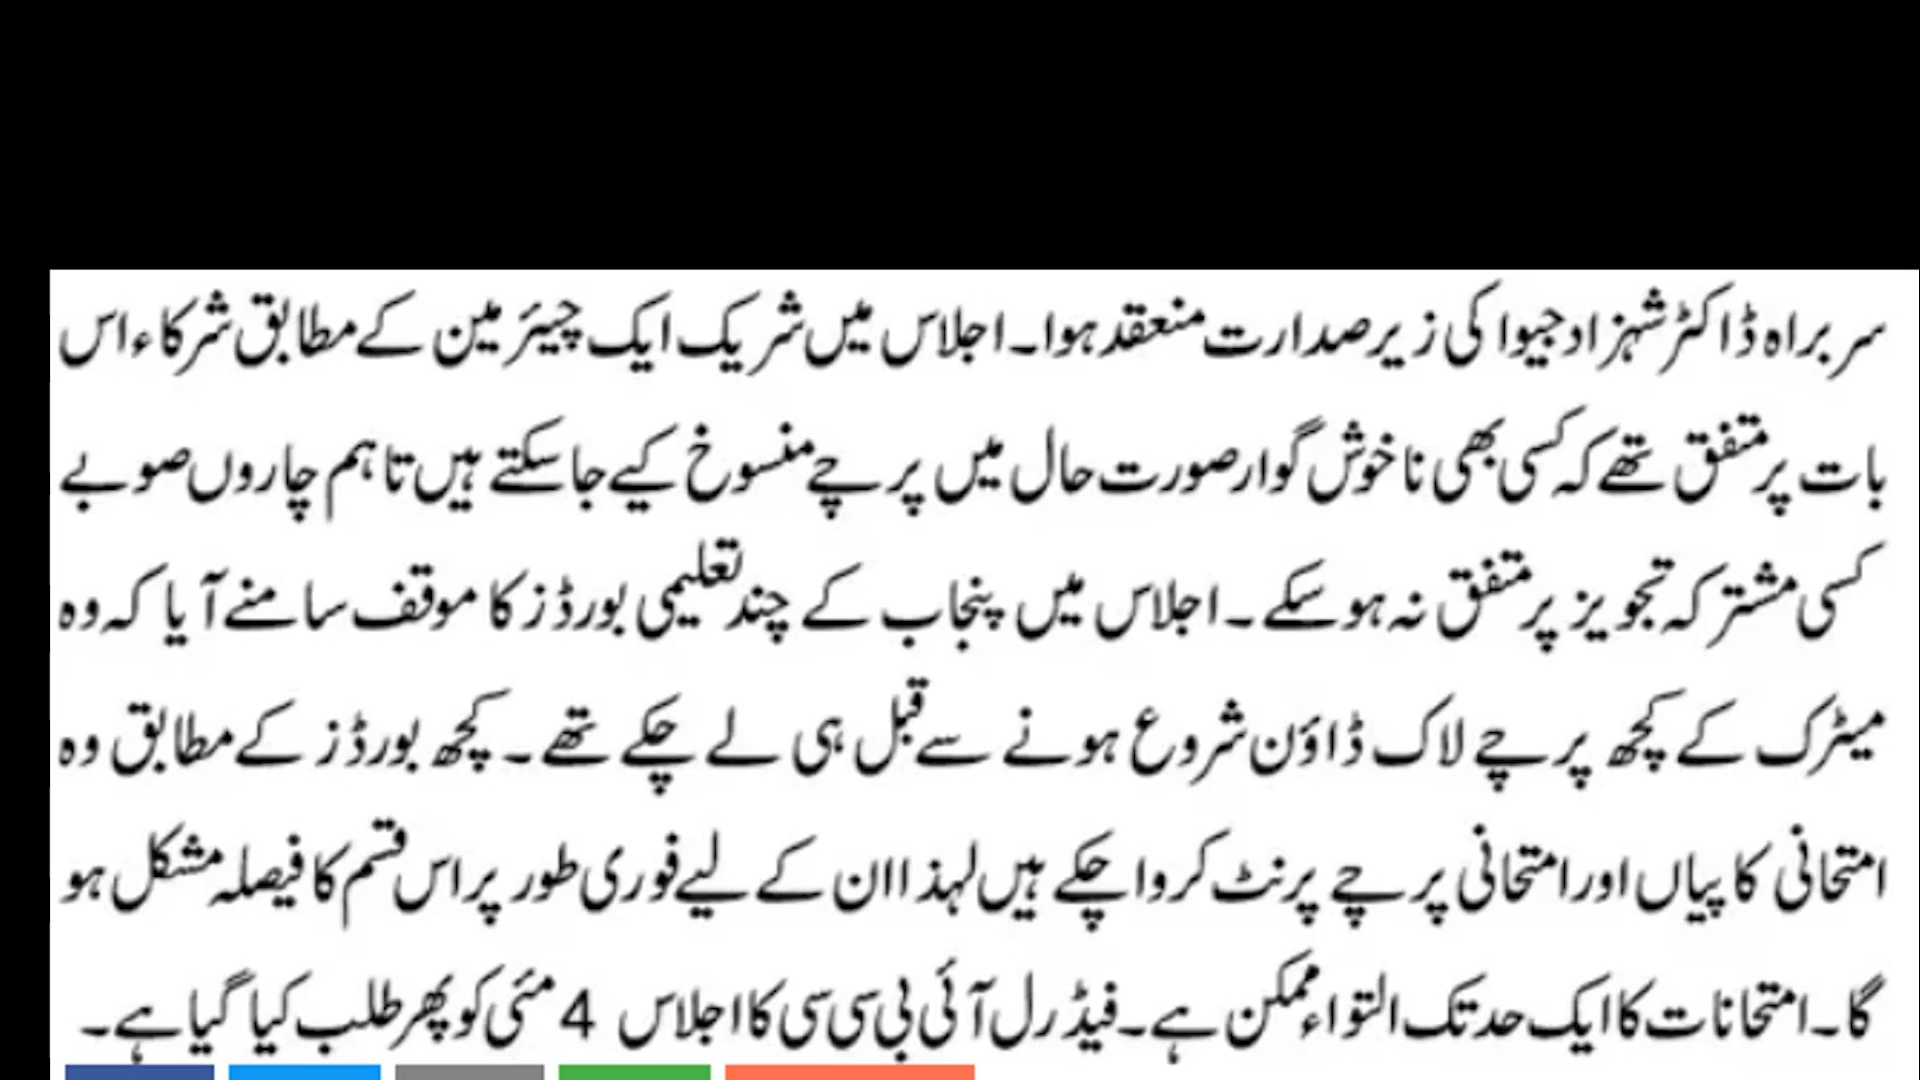 سربراہ ڈاکٹر شہزاد جیوا کی زیر صدارت منعقد ہوا۔ اجلاس میں شریک ایک چیئرمین کے مطابق شرکاء اس
بات پر متفق تھے کہ کسی بھی ناخوش گوار صورت حال میں پرچے منسوخ کیے جاسکتے ہیں تاہم چاروں صوبے
کسی مشترکہ تجویز پر متفق نہ ہوسکے۔ اجلاس میں پنجاب کے چند تعلیمی بورڈز کا موقف سامنے آیا کہ وہ
میٹرک کے کچھ پرچے لاک ڈاؤن شروع ہونے سے قبل ہی لے چکے تھے۔ کچھ بورڈز کے مطابق وہ
امتحانی کاپیاں اور امتحانی پرچے پرنٹ کروا چکے ہیں لہذا ان کے لیے فوری طور پر اس قسم کا فیصلہ مشکل ہو
گا۔ امتحانات کا ایک حد تک التواء ممکن ہے۔ فیڈرل آئی بی سی سی کا اجلاس 4 مئی کو پھر طلب کیا گیا ہے۔